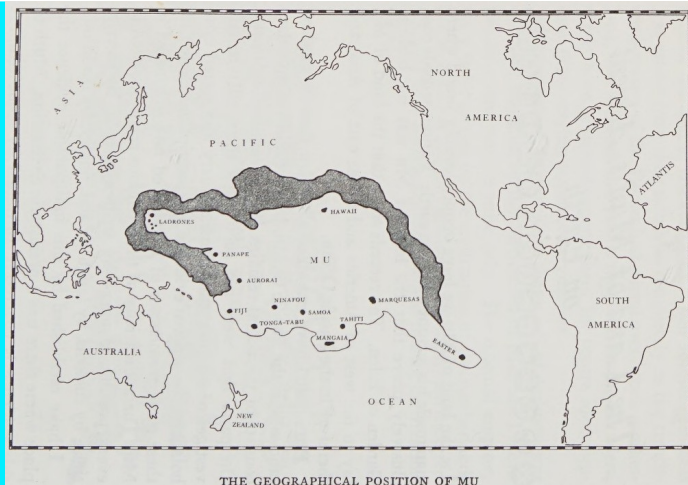 NORTH
AMERICA
ASIA
PACIFIC
ATLANTIS
LADRONES
HAWAII
PANAPE
MU
AURORAI
NINAFOU
MARQUESAS
FIJI
SAMOA
SOUTH
AMERICA
TONGA-TABU
TAHITI
MANGAIA
EASTER
AUSTRALIA
OCEAN
NEW
ZEALAND
THE GEOGRAPHICAL POSITION OF MU